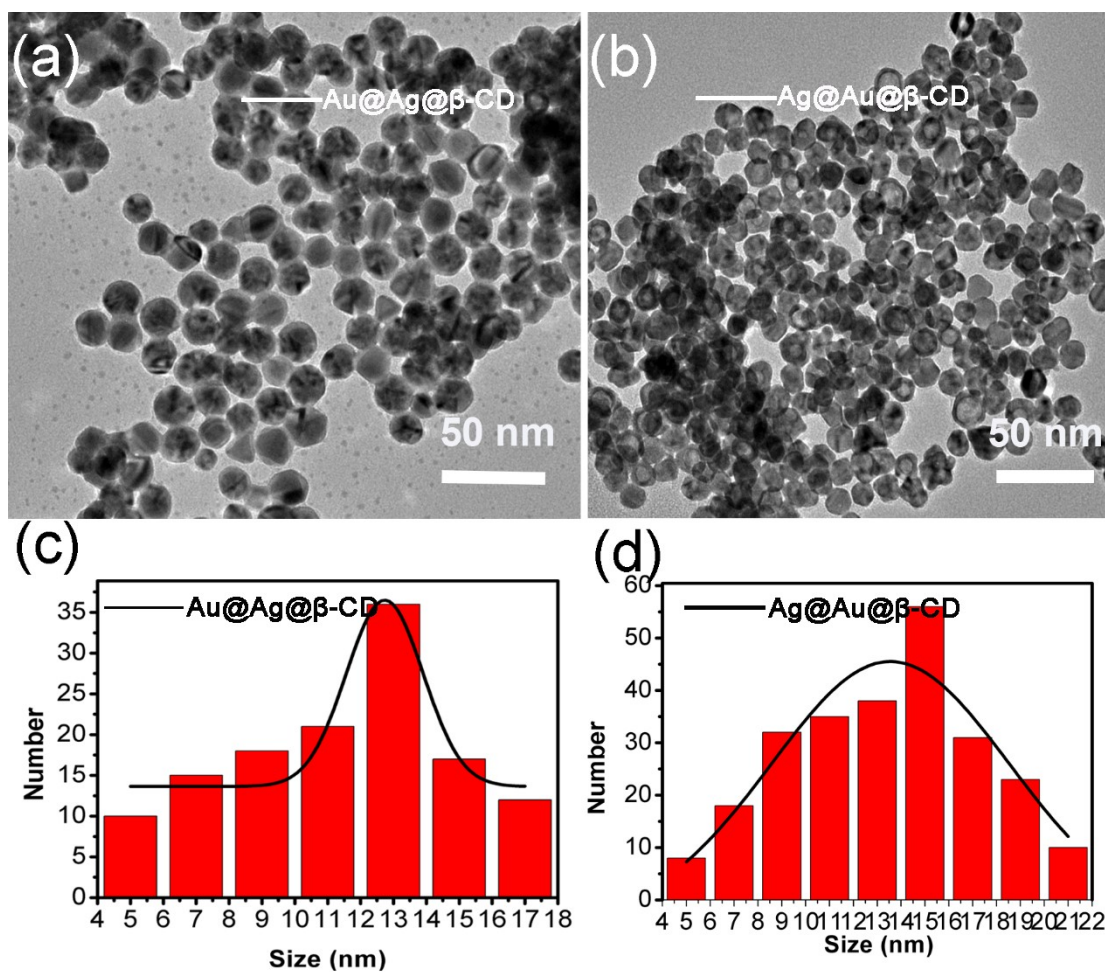 (a)
Au@Ag@β-CD
50 nm
(b)
Ag@Au@β-CD
50 nm
(c)
Au@Ag@β-CD
Number
35
30
25
20
15
10
5
0
4 5 6 7 8 9 10 11 12 13 14 15 16 17 18
Size (nm)
(d)
Ag@Au@β-CD
Number
60
50
40
30
20
10
0
4 5 6 7 8 9 10 11 12 13 14 15 16 17 18 19 20 21 22
Size (nm)